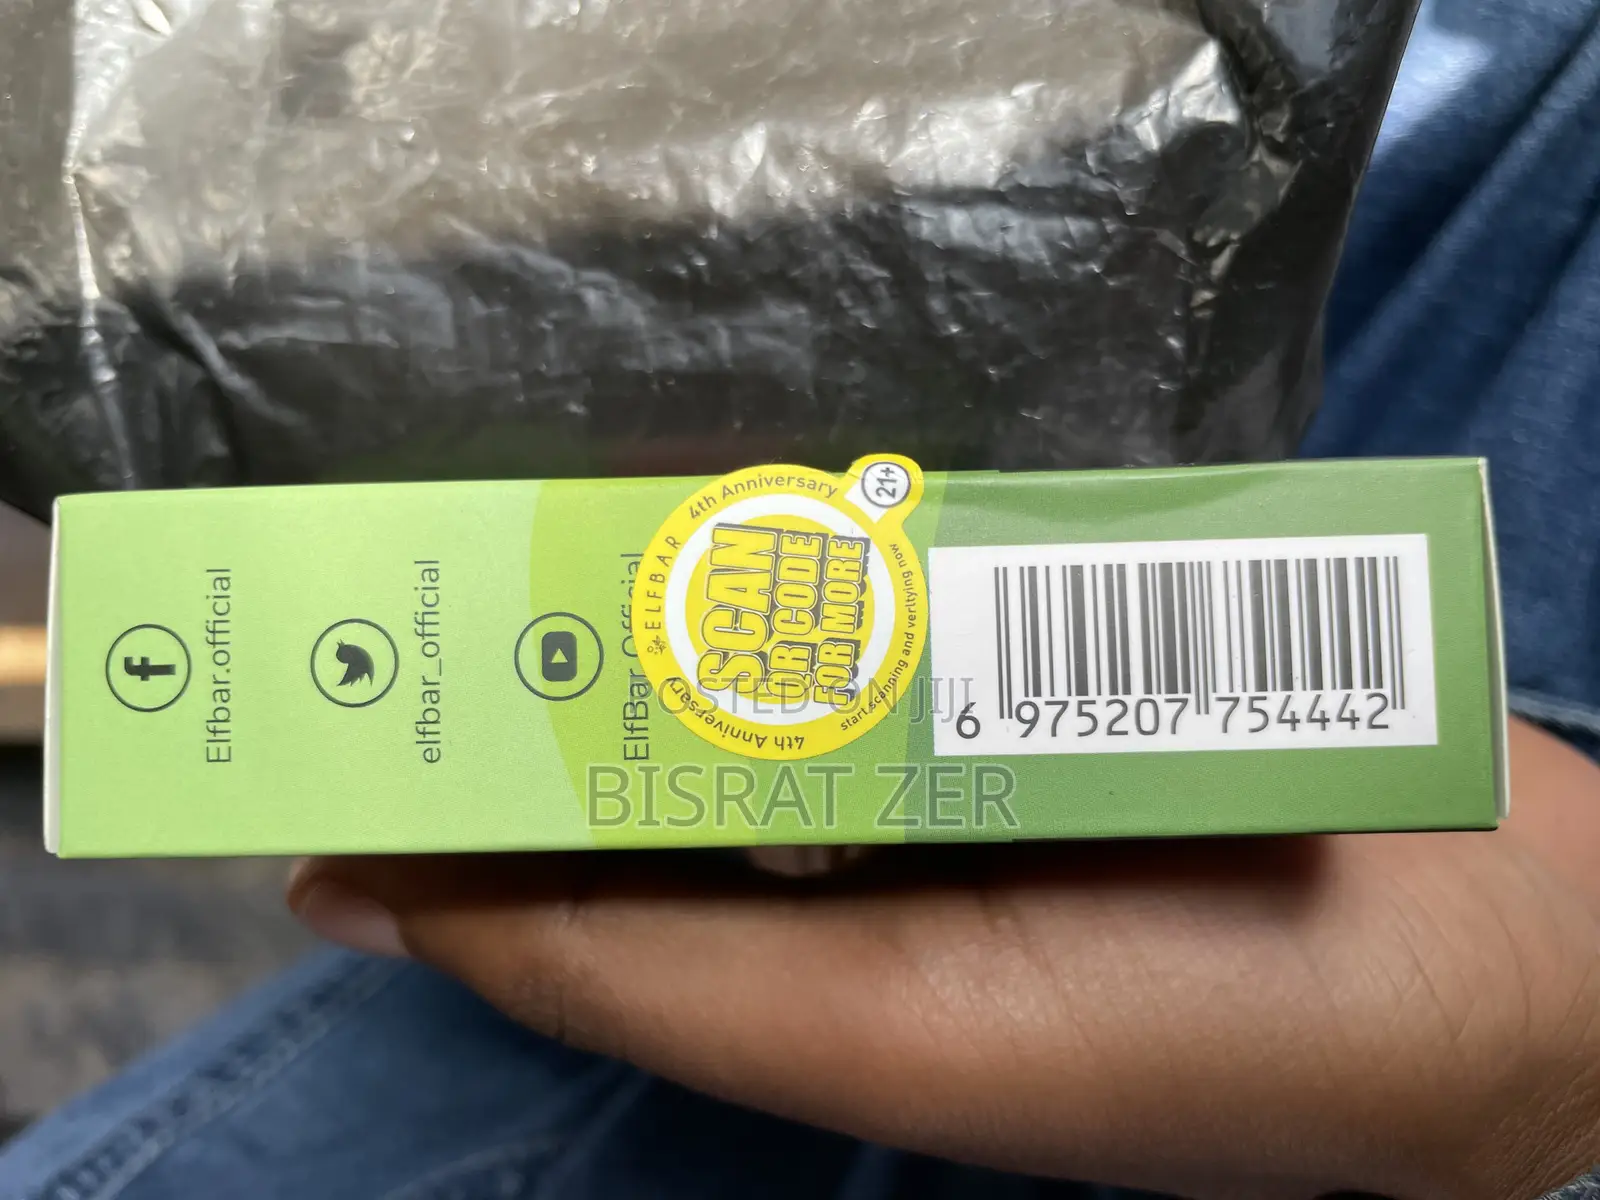 Elfbar.official
elfbar_official
ElfBar Official
4th Anniversary
21+
ELFBAR
SCAN
QR CODE
FOR MORE
start scanning and veritying now
4th Anniversary
6 975207 754442
POSTED ON JIJI
BISRAT ZER